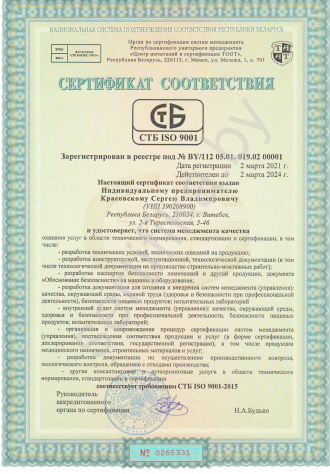 НАЦИОНАЛЬНАЯ СИСТЕМА ПОДТВЕРЖДЕНИЯ СООТВЕТСТВИЯ РЕСПУБЛИКИ БЕЛАРУСЬ
Орган по сертификации систем менеджмента
Республиканского унитарного предприятия
«Центр испытаний и сертификации ТООТ»,
Республика Беларусь, 220113, г. Минск, ул. Мележа, 1, к. 701
СЕРТИФИКАТ СООТВЕТСТВИЯ
СТБ
СТБ ISO 9001
Зарегистрирован в реестре под № BY/112 05.01. 019.02 00001
Дата регистрации 2 марта 2021 г.
Действителен до 2 марта 2024 г.
Настоящий сертификат соответствия выдан
Индивидуальному предпринимателю
Красовскому Сергею Владимировичу
(УНП 390208900)
Республика Беларусь, 210034, г. Витебск,
ул. 2-я Тираспольская, 5-46
и удостоверяет, что система менеджмента качества
оказания услуг в области технического нормирования, стандартизации и сертификации, в том
числе:
- разработка технических условий, технических описаний на продукцию;
- разработка конструкторской, эксплуатационной, технологической документации (в том
числе технологической документации на производство строительно-монтажных работ);
- разработка паспортов безопасности химической и другой продукции, документа
«Обоснование безопасности» на машины и оборудование;
- разработка документации для создания и внедрения систем менеджмента (управления):
качества, окружающей среды, охраны труда (здоровья и безопасности при профессиональной
деятельности), безопасности пищевых продуктов; испытательных лабораторий
- внутренний аудит систем менеджмента (управления): качества, окружающей среды,
здоровья и безопасности при профессиональной деятельности, безопасности пищевых
продуктов; испытательных лабораторий;
- организация и сопровождение процедур сертификации систем менеджмента
(управления), подтверждения соответствия продукции и услуг (в форме сертификации,
декларирования соответствия, государственной регистрации), в том числе продукции
медицинского назначения, строительных материалов и услуг;
- разработка документации по осуществлению производственного контроля,
экологического контроля, обращению с отходами производства;
- другие консалтинговые и аутсорсинговые услуги в области технического
нормирования, стандартизации и сертификации
соответствует требованиям СТБ ISO 9001-2015
Руководитель
аккредитованного
органа по сертификации
Н.А.Будько
№ 0265331